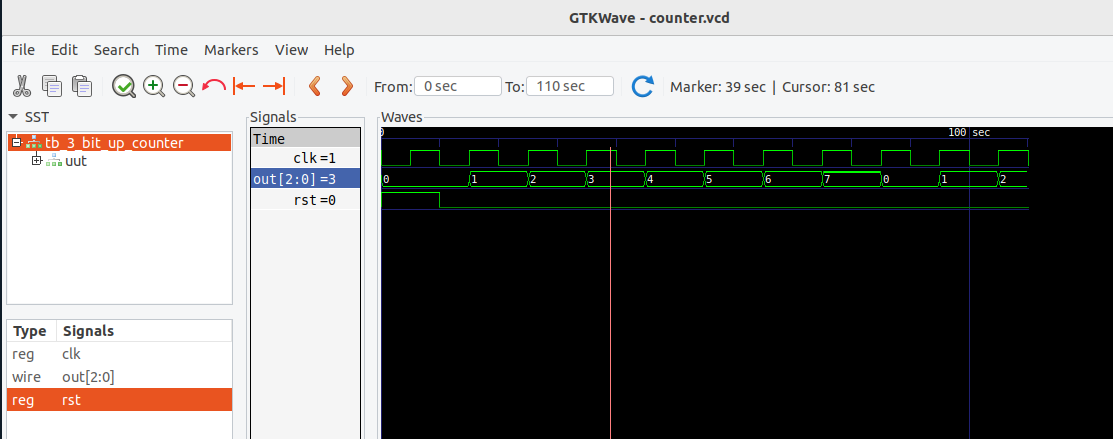 GTKWave - counter.vcd
File Edit Search Time Markers View Help
From: 0 sec To: 110 sec Marker: 39 sec | Cursor: 81 sec
SST
tb_3_bit_up_counter
uut
Type Signals
reg clk
wire out[2:0]
reg rst
Signals
Time
clk =1
out[2:0] =3
rst =0
Waves
0 100 sec
0 1 2 3 4 5 6 7 0 1 2